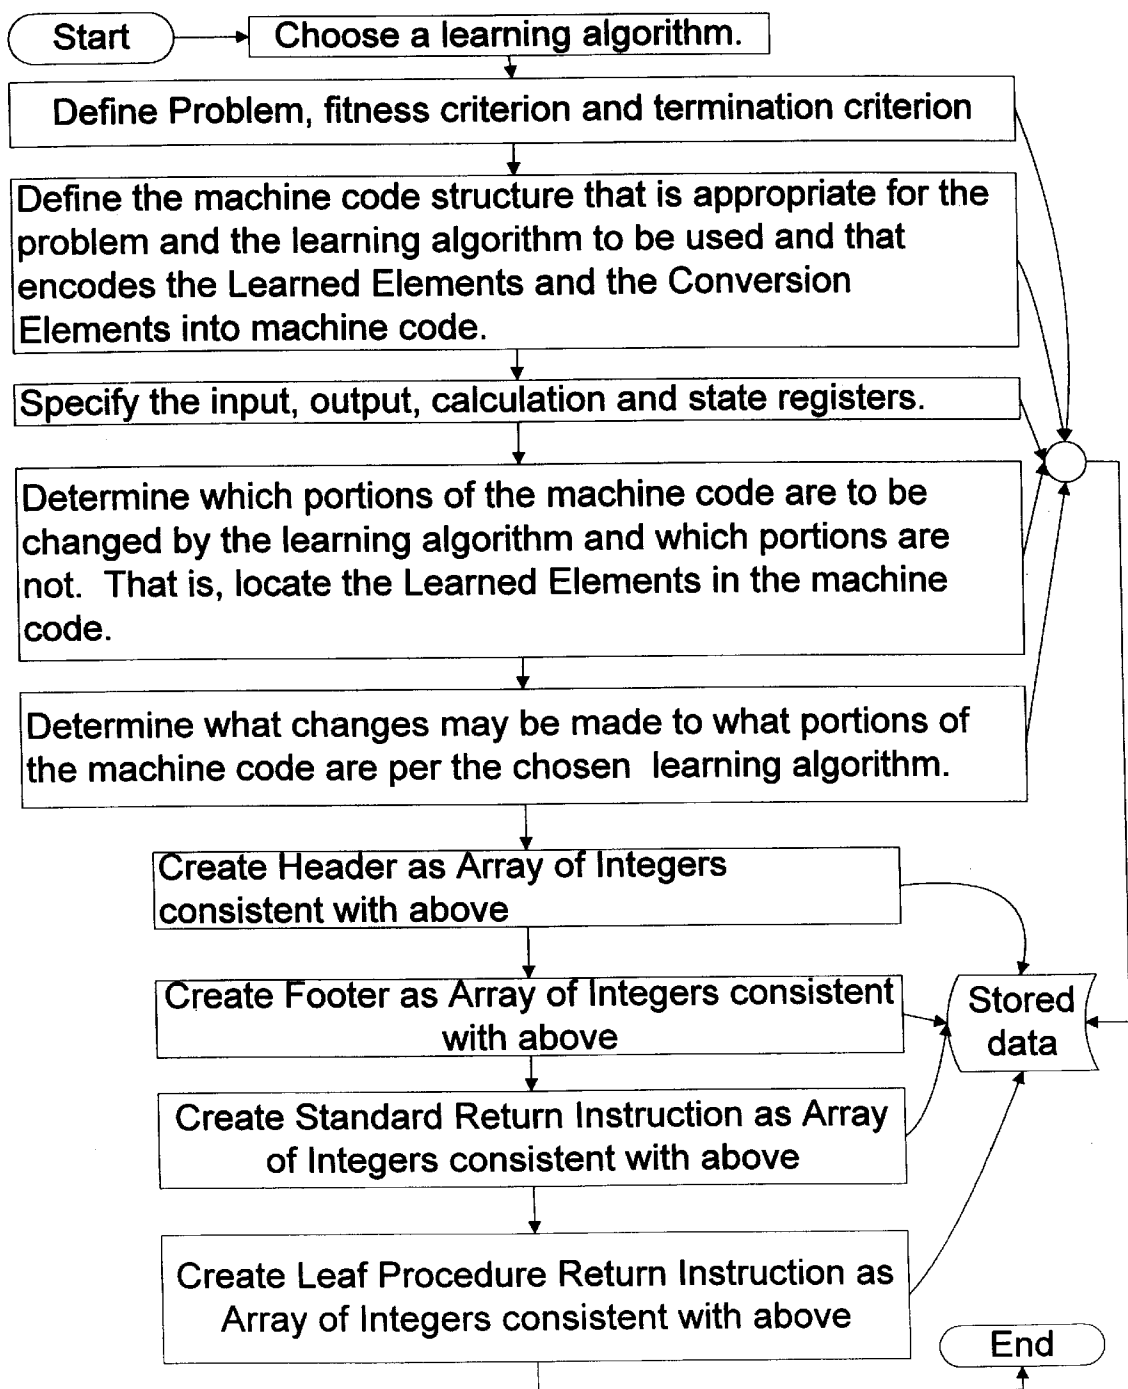 Start
Choose a learning algorithm.
Define Problem, fitness criterion and termination criterion
Define the machine code structure that is appropriate for the
problem and the learning algorithm to be used and that
encodes the Learned Elements and the Conversion
Elements into machine code.
Specify the input, output, calculation and state registers.
Determine which portions of the machine code are to be
changed by the learning algorithm and which portions are
not.  That is, locate the Learned Elements in the machine
code.
Determine what changes may be made to what portions of
the machine code are per the chosen  learning algorithm.
Create Header as Array of Integers
consistent with above
Create Footer as Array of Integers consistent
with above
Stored
data
Create Standard Return Instruction as Array
of Integers consistent with above
Create Leaf Procedure Return Instruction as
Array of Integers consistent with above
End